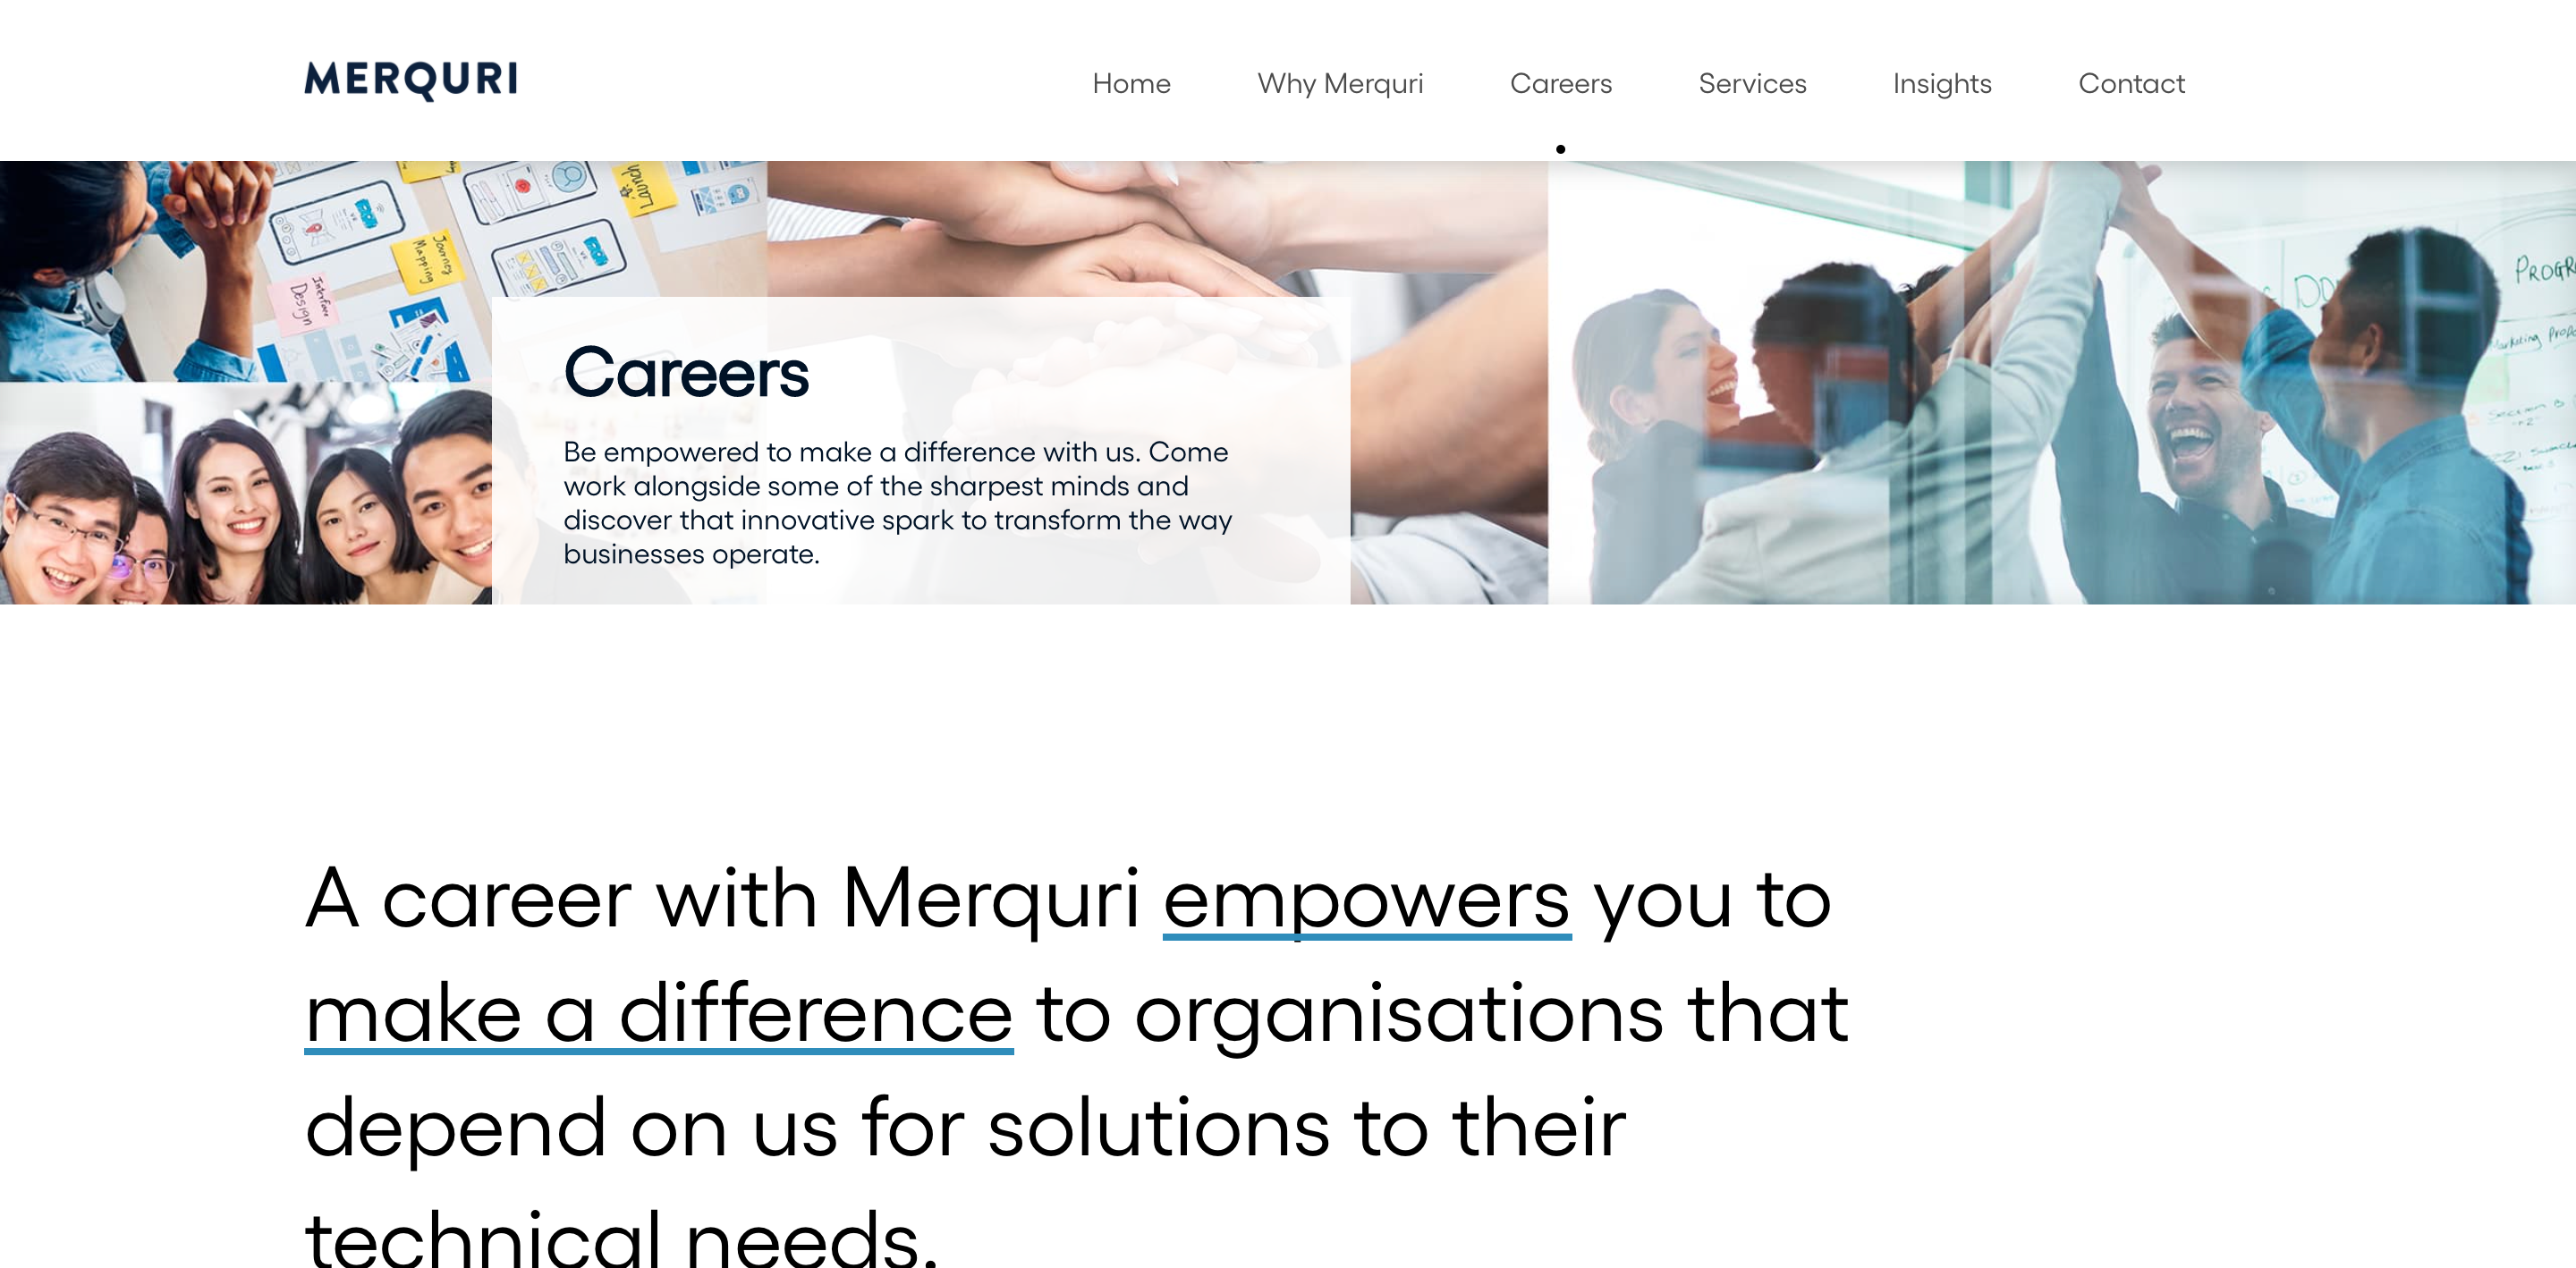 MERQURI
Home
Why Merquri
Careers
Services
Insights
Contact
Launch
Journey
Mapping
Interface
Design
PROGR
Careers
Be empowered to make a difference with us. Come
work alongside some of the sharpest minds and
discover that innovative spark to transform the way
businesses operate.
A career with Merquri empowers you to
make a difference to organisations that
depend on us for solutions to their
technical needs.